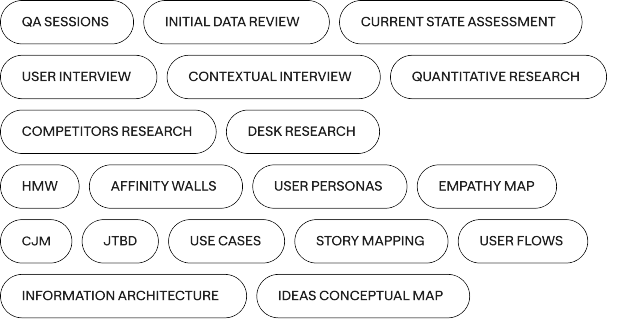 QA SESSIONS INITIAL DATA REVIEW CURRENT STATE ASSESSMENT
USER INTERVIEW CONTEXTUAL INTERVIEW QUANTITATIVE RESEARCH
COMPETITORS RESEARCH DESK RESEARCH
HMW AFFINITY WALLS USER PERSONAS EMPATHY MAP
CJM JTBD USE CASES STORY MAPPING USER FLOWS
INFORMATION ARCHITECTURE IDEAS CONCEPTUAL MAP